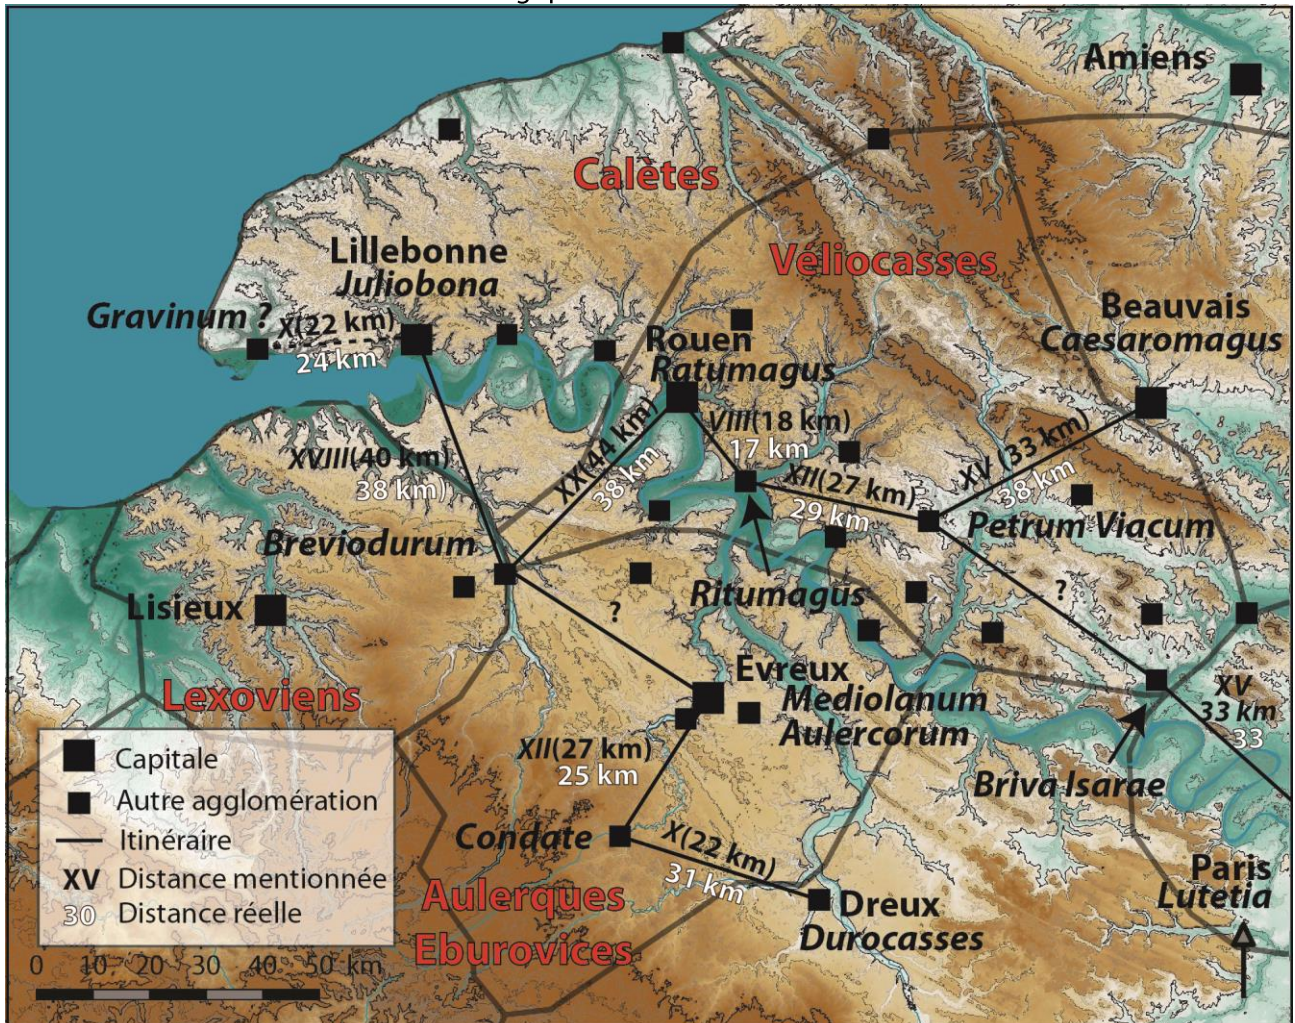 Amiens
Calètes
Lillebonne
Juliobona
Véliocasses
Gravinum ?
X(22 km)
24 km
Beauvais
Caesaromagus
Rouen
Ratumagus
VIII(18 km)
17 km
XX(44 km)
38 km
XVIII(40 km)
38 km)
XII(27 km)
29 km
XV (33 km)
38 km
Petrum Viacum
Breviodurum
Ritumagus
?
?
Lisieux
Lexoviens
Evreux
Mediolanum
Aulercorum
XV
33 km
33
Briva Isarae
XII(27 km)
25 km
Condate
X(22 km)
31 km
Dreux
Durocasses
Paris
Lutetia
Aulerques
Eburovices
Capitale
Autre agglomération
Itinéraire
XV Distance mentionnée
30 Distance réelle
0 10 20 30 40 50 km